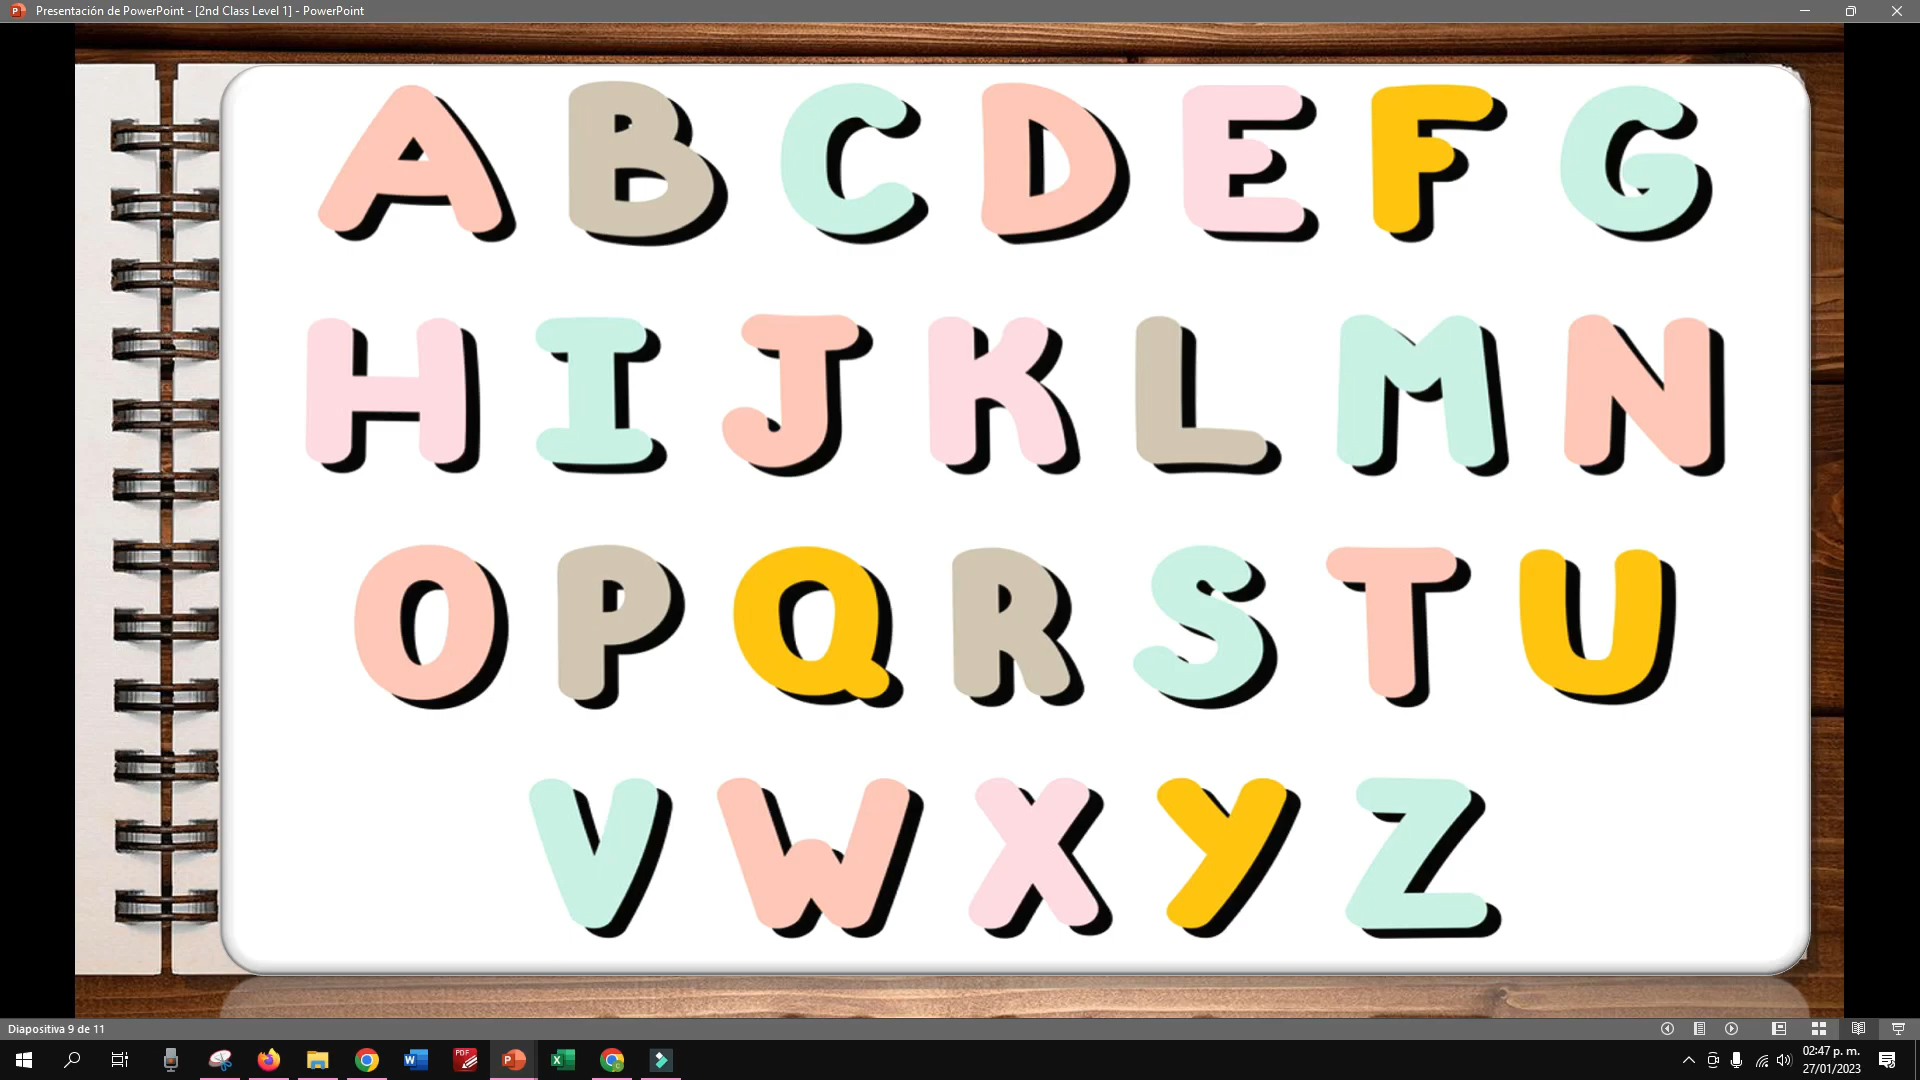 Presentación de PowerPoint - [2nd Class Level 1] - PowerPoint
A B C D E F G
H I J K L M N
O P Q R S T U
V W X Y Z
Diapositiva 9 de 11
02:47 p. m.
27/01/2023